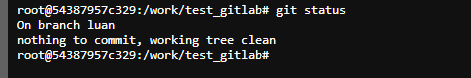 root@54387957c329:/work/test_gitlab# git status
On branch luan
nothing to commit, working tree clean
root@54387957c329:/work/test_gitlab#